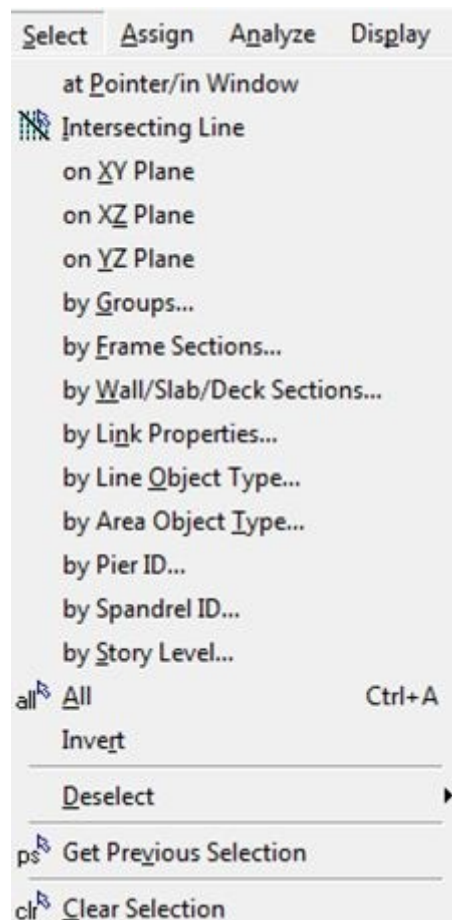 Select Assign Analyze Display
at Pointer/in Window
Intersecting Line
on XY Plane
on XZ Plane
on YZ Plane
by Groups...
by Frame Sections...
by Wall/Slab/Deck Sections...
by Link Properties...
by Line Object Type...
by Area Object Type...
by Pier ID...
by Spandrel ID...
by Story Level...
all All Ctrl+A
Invert
Deselect
ps Get Previous Selection
clr Clear Selection